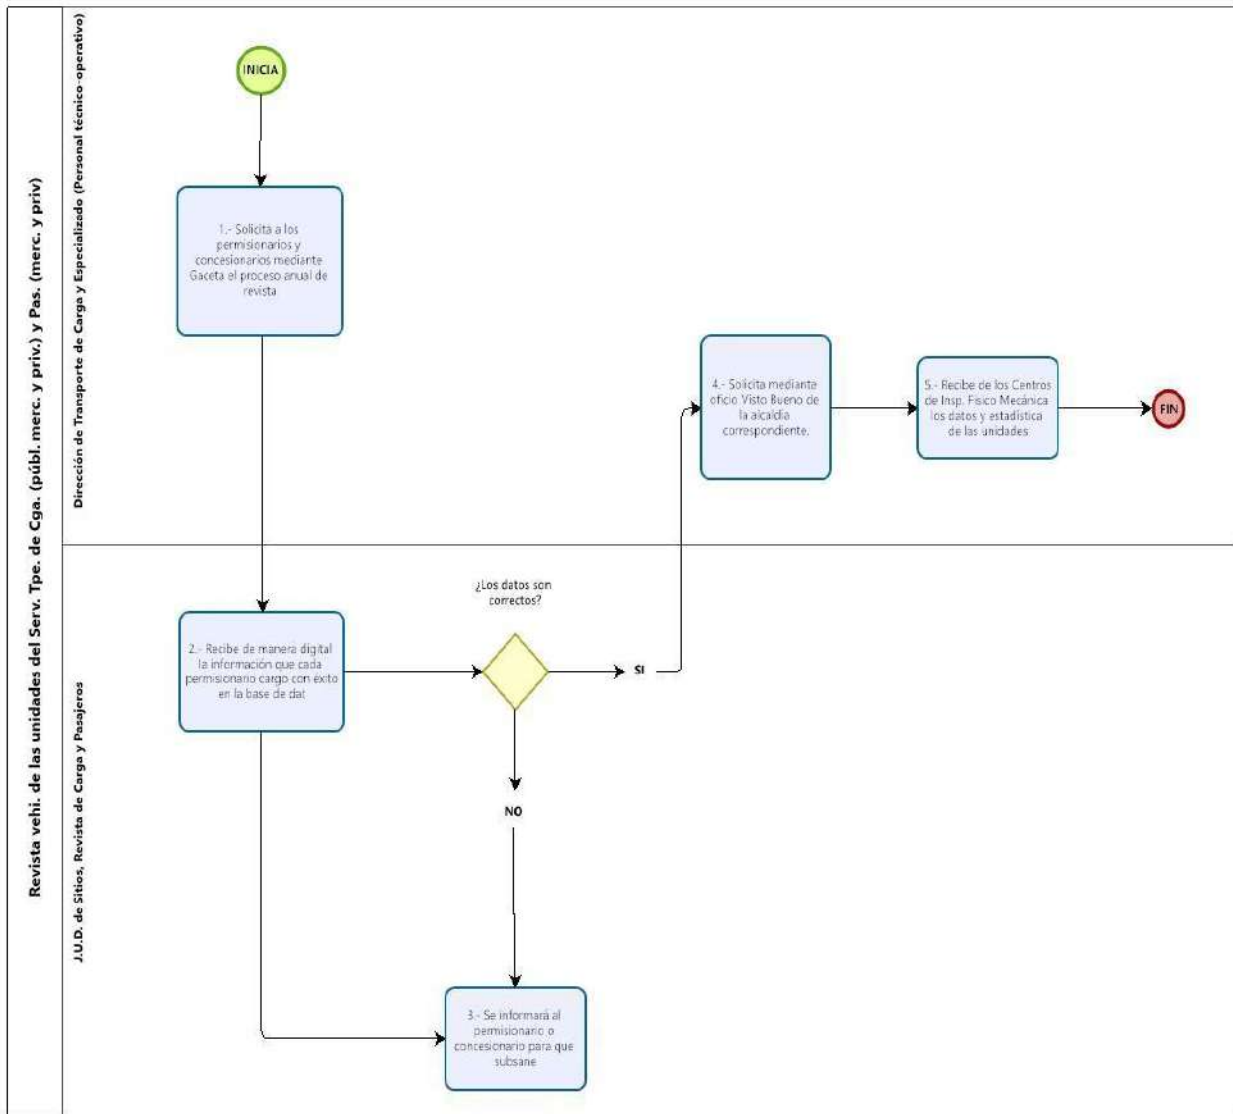 Revista vehi. de las unidades del Serv. Tpe. de Cga. (públ. merc. y priv.) y Pas. (merc. y priv)
Dirección de Transporte de Carga y Especializado (Personal técnico-operativo)
INICIA
1.- Solicita a los
permisionarios y
concesionarios mediante
Gaceta el proceso anual de
revista
4.- Solicita mediante
oficio Visto Bueno de
la alcaldía
correspondiente.
5.- Recibe de los Centros
de Insp. Físico Mecánica
los datos y estadística
de las unidades
FIN
J.U.D. de Sitios, Revista de Carga y Pasajeros
2.- Recibe de manera digital
la información que cada
permisionario cargo con éxito
en la base de dat
¿Los datos son
correctos?
SI
NO
3.- Se informará al
permisionario o
concesionario para que
subsane